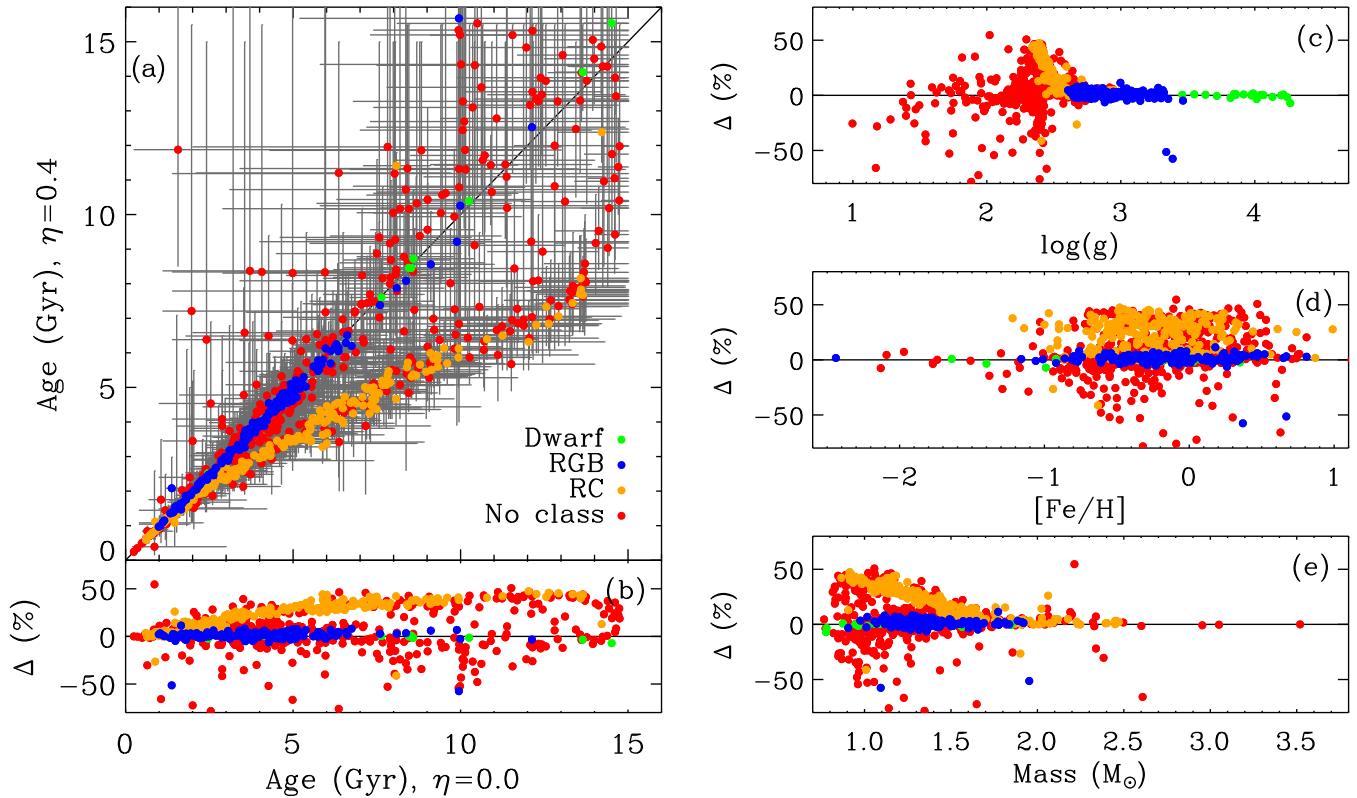 (a)
15
10
5
0
Age (Gyr), η=0.4
Dwarf
RGB
RC
No class
(b)
50
0
−50
Δ (%)
0 5 10 15
Age (Gyr), η=0.0
(c)
50
0
−50
Δ (%)
1 2 3 4
log(g)
(d)
50
0
−50
Δ (%)
−2 −1 0 1
[Fe/H]
(e)
50
0
−50
Δ (%)
1.0 1.5 2.0 2.5 3.0 3.5
Mass (M⊙)